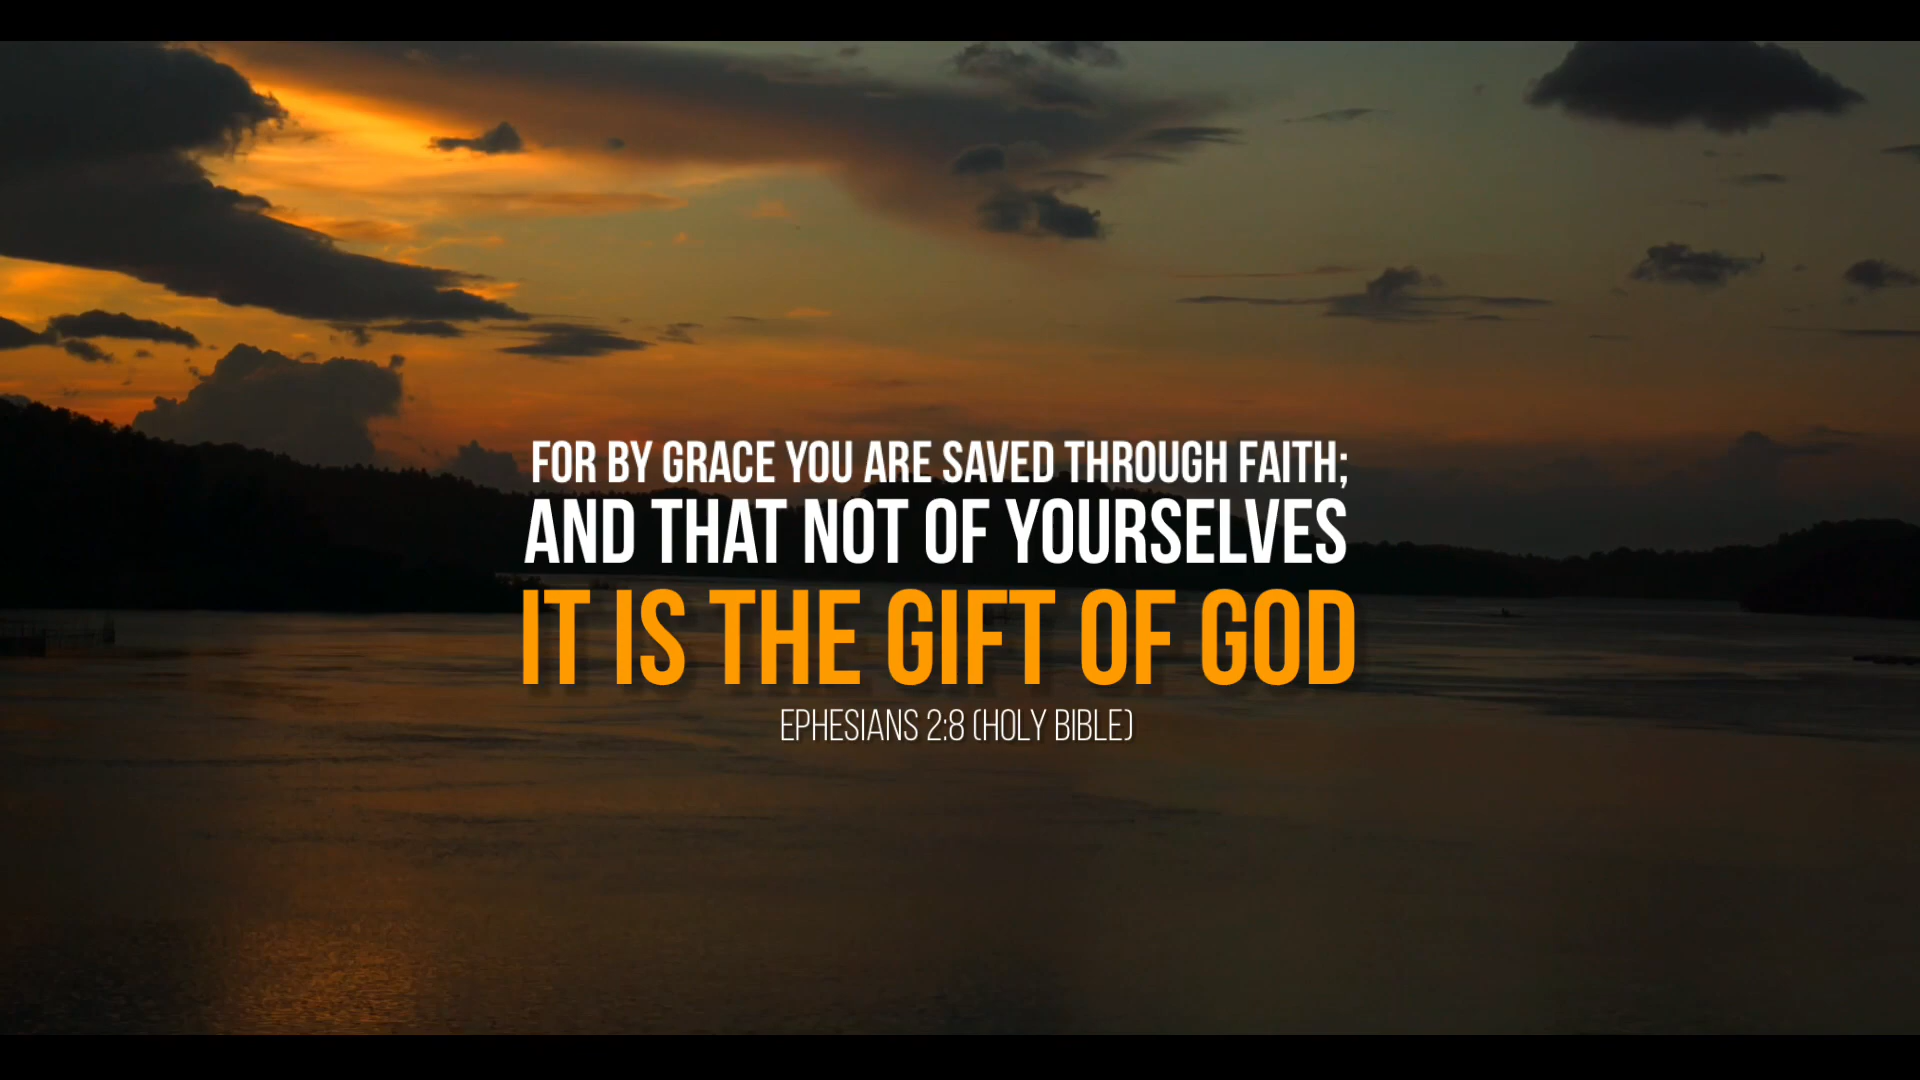 FOR BY GRACE YOU ARE SAVED THROUGH FAITH;
AND THAT NOT OF YOURSELVES
IT IS THE GIFT OF GOD
EPHESIANS 2:8 (HOLY BIBLE)